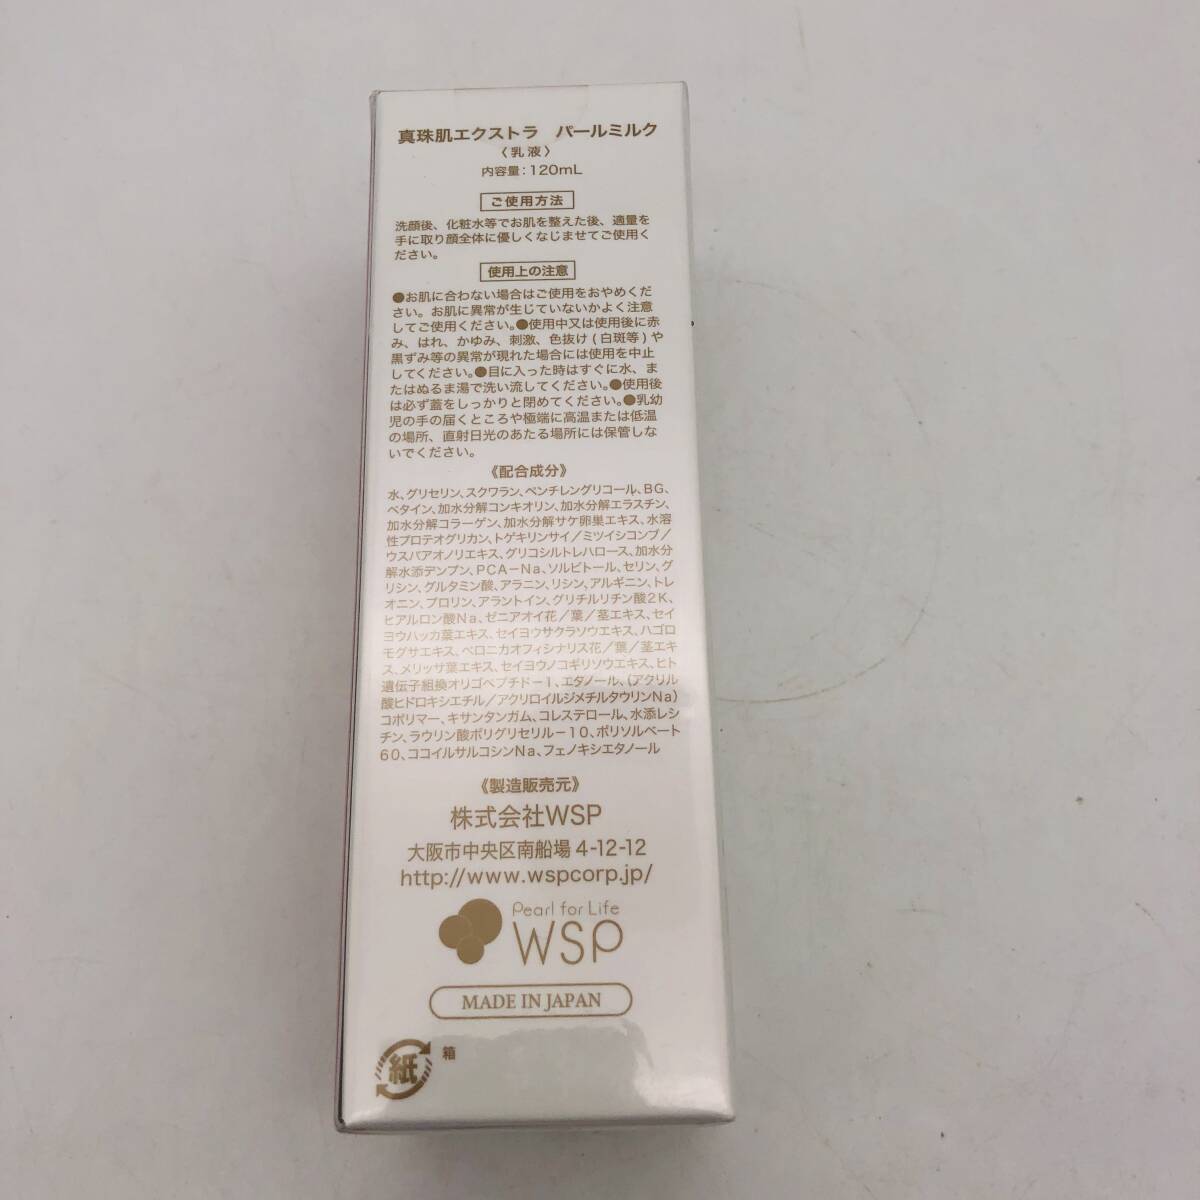 真珠肌エクストラ　パールミルク
〈乳液〉
内容量：120mL
ご使用方法
洗顔後、化粧水等でお肌を整えた後、適量を
手に取り顔全体に優しくなじませてご使用く
ださい。
使用上の注意
●お肌に合わない場合はご使用をおやめくだ
さい。お肌に異常が生じていないかよく注意
してご使用ください。●使用中又は使用後に赤
み、はれ、かゆみ、刺激、色抜け(白斑等)や
黒ずみ等の異常が現れた場合には使用を中止
してください。●目に入った時はすぐに水、ま
たはぬるま湯で洗い流してください。●使用後
は必ず蓋をしっかりと閉めてください。●乳幼
児の手の届くところや極端に高温または低温
の場所、直射日光のあたる場所には保管しな
いでください。
《配合成分》
水、グリセリン、スクワラン、ペンチレングリコール、BG、
ベタイン、加水分解コンキオリン、加水分解エラスチン、
加水分解コラーゲン、加水分解サケ卵巣エキス、水溶
性プロテオグリカン、トゲキリンサイ／ミツイシコンブ／
ウスバアオノリエキス、グリコシルトレハロース、加水分
解水添デンプン、PCA－Na、ソルビトール、セリン、グ
リシン、グルタミン酸、アラニン、リシン、アルギニン、トレ
オニン、プロリン、アラントイン、グリチルリチン酸2K、
ヒアルロン酸Na、ゼニアオイ花／葉／茎エキス、セイ
ヨウハッカ葉エキス、セイヨウサクラソウエキス、ハゴロ
モグサエキス、ベロニカオフィシナリス花／葉／茎エキ
ス、メリッサ葉エキス、セイヨウノコギリソウエキス、ヒト
遺伝子組換オリゴペプチド－1、エタノール、(アクリル
酸ヒドロキシエチル／アクリロイルジメチルタウリンNa)
コポリマー、キサンタンガム、コレステロール、水添レシ
チン、ラウリン酸ポリグリセリル－10、ポリソルベート
60、ココイルサルコシンNa、フェノキシエタノール
《製造販売元》
株式会社WSP
大阪市中央区南船場 4-12-12
http://www.wspcorp.jp/
Pearl for Life
WSP
MADE IN JAPAN
紙 箱